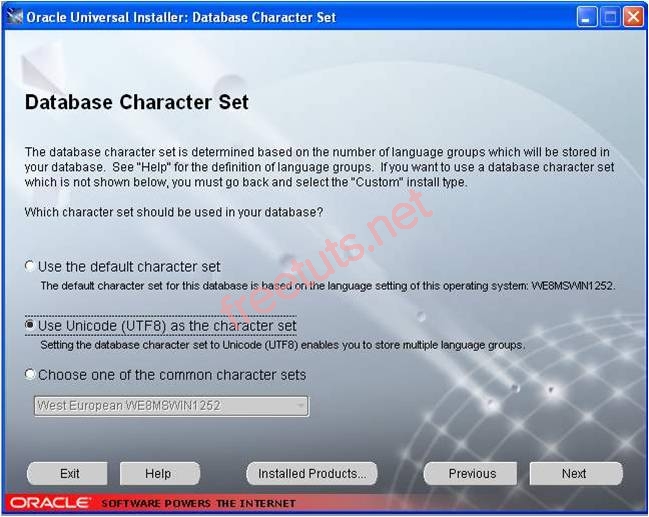 Oracle Universal Installer: Database Character Set
Database Character Set
The database character set is determined based on the number of language groups which will be stored in
your database. See "Help" for the definition of language groups. If you want to use a database character set
which is not shown below, you must go back and select the "Custom" install type.
Which character set should be used in your database?
Use the default character set
The default character set for this database is based on the language setting of this operating system: WE8MSWIN1252.
Use Unicode (UTF8) as the character set
Setting the database character set to Unicode (UTF8) enables you to store multiple language groups.
Choose one of the common character sets
West European WE8MSWIN1252
freetuts.net
Exit Help Installed Products... Previous Next
ORACLE SOFTWARE POWERS THE INTERNET